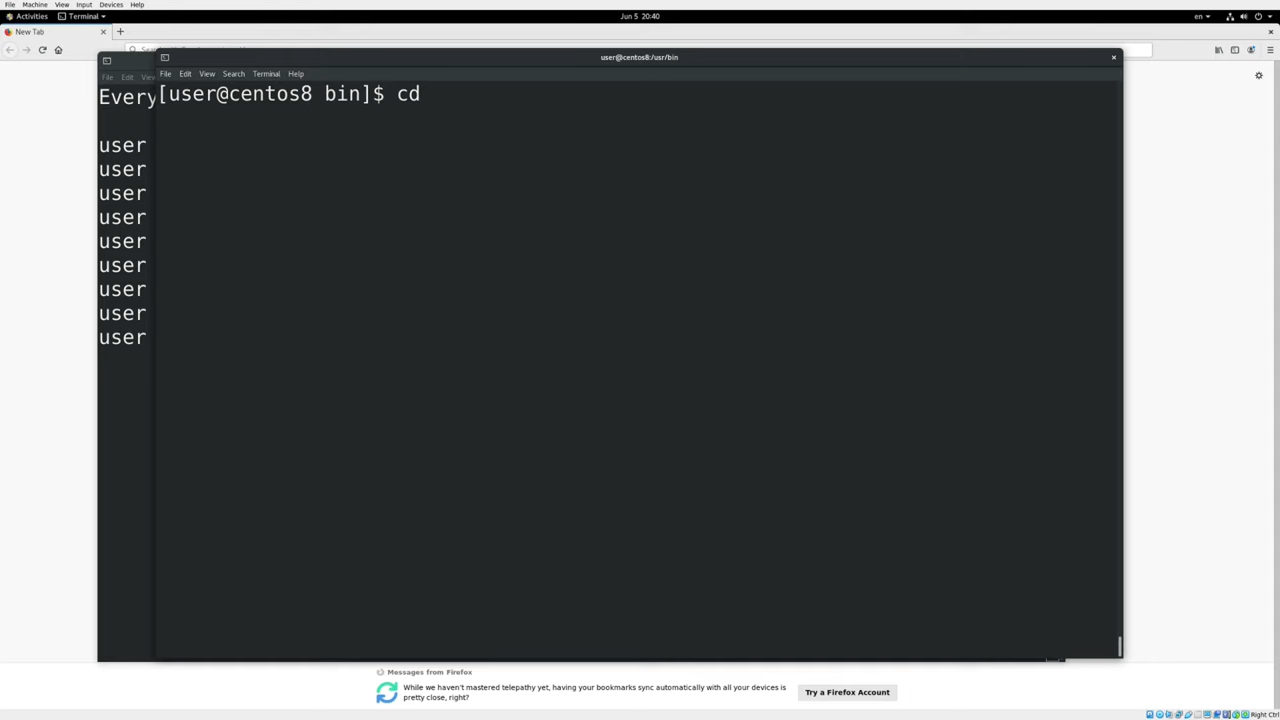 File Machine View Input Devices Help
Activities Terminal Jun 5 20:40 en
New Tab
user@centos8:/usr/bin
File Edit View Search Terminal Help
File Edit
Every
[user@centos8 bin]$ cd
user
user
user
user
user
user
user
user
user
Messages from Firefox
While we haven't mastered telepathy yet, having your bookmarks sync automatically with all your devices is
pretty close, right?
Try a Firefox Account
Right Ctrl